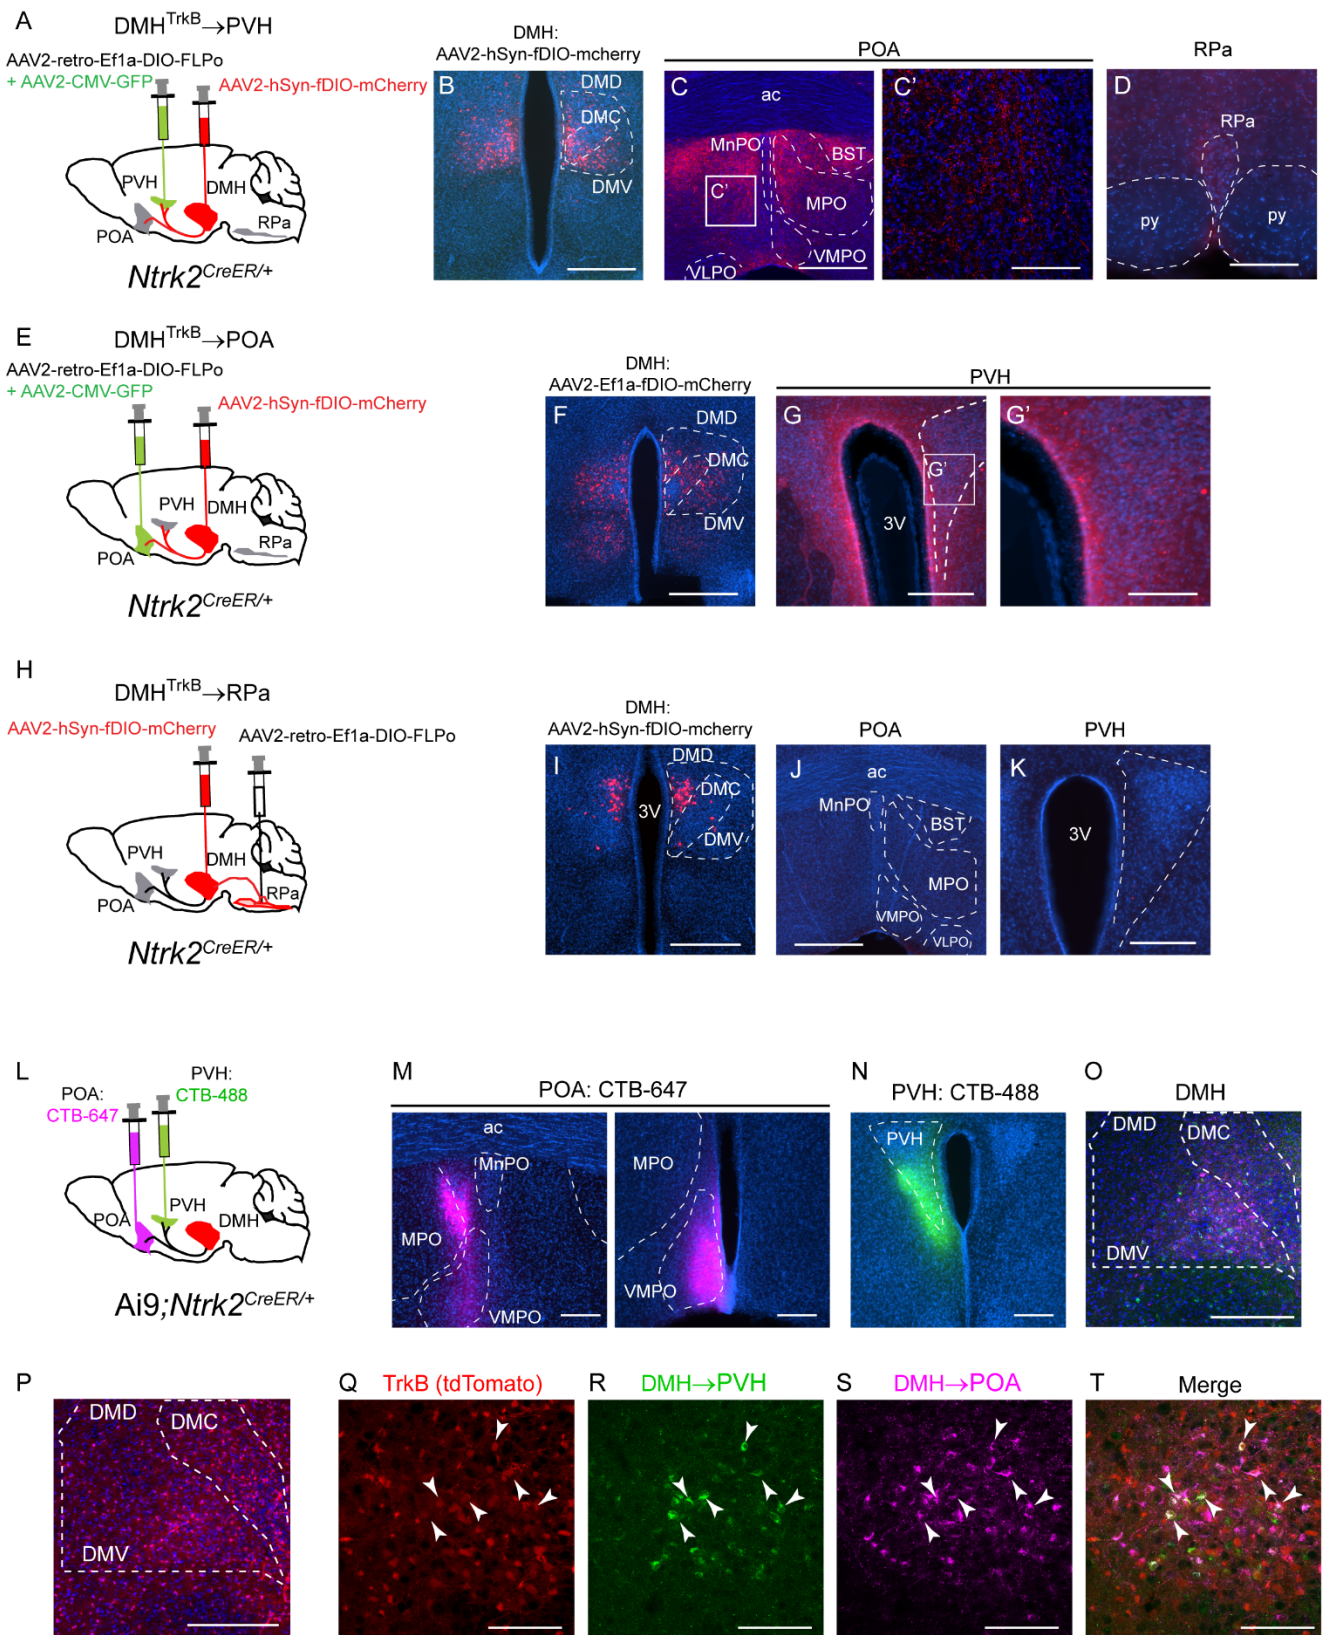 A
DMH^TrkB→PVH
AAV2-retro-Ef1a-DIO-FLPo
+ AAV2-CMV-GFP
AAV2-hSyn-fDIO-mCherry
PVH
DMH
POA
RPa
Ntrk2^CreER/+
DMH:
AAV2-hSyn-fDIO-mcherry
B
DMD
DMC
DMV
POA
C
ac
MnPO
BST
C'
MPO
VMPO
VLPO
C'
RPa
D
RPa
py
py
E
DMH^TrkB→POA
AAV2-retro-Ef1a-DIO-FLPo
+ AAV2-CMV-GFP
AAV2-hSyn-fDIO-mCherry
PVH
DMH
POA
RPa
Ntrk2^CreER/+
DMH:
AAV2-Ef1a-fDIO-mCherry
F
DMD
DMC
DMV
PVH
G
G'
3V
G'
H
DMH^TrkB→RPa
AAV2-hSyn-fDIO-mCherry
AAV2-retro-Ef1a-DIO-FLPo
PVH
DMH
POA
RPa
Ntrk2^CreER/+
DMH:
AAV2-hSyn-fDIO-mcherry
I
DMD
3V
DMC
DMV
POA
J
ac
MnPO
BST
MPO
VMPO
VLPO
PVH
K
3V
L
POA:
CTB-647
PVH:
CTB-488
PVH
POA
DMH
Ai9;Ntrk2^CreER/+
M
POA: CTB-647
ac
MnPO
MPO
VMPO
MPO
VMPO
N
PVH: CTB-488
PVH
O
DMH
DMD
DMC
DMV
P
DMD
DMC
DMV
Q
TrkB (tdTomato)
R
DMH→PVH
S
DMH→POA
T
Merge